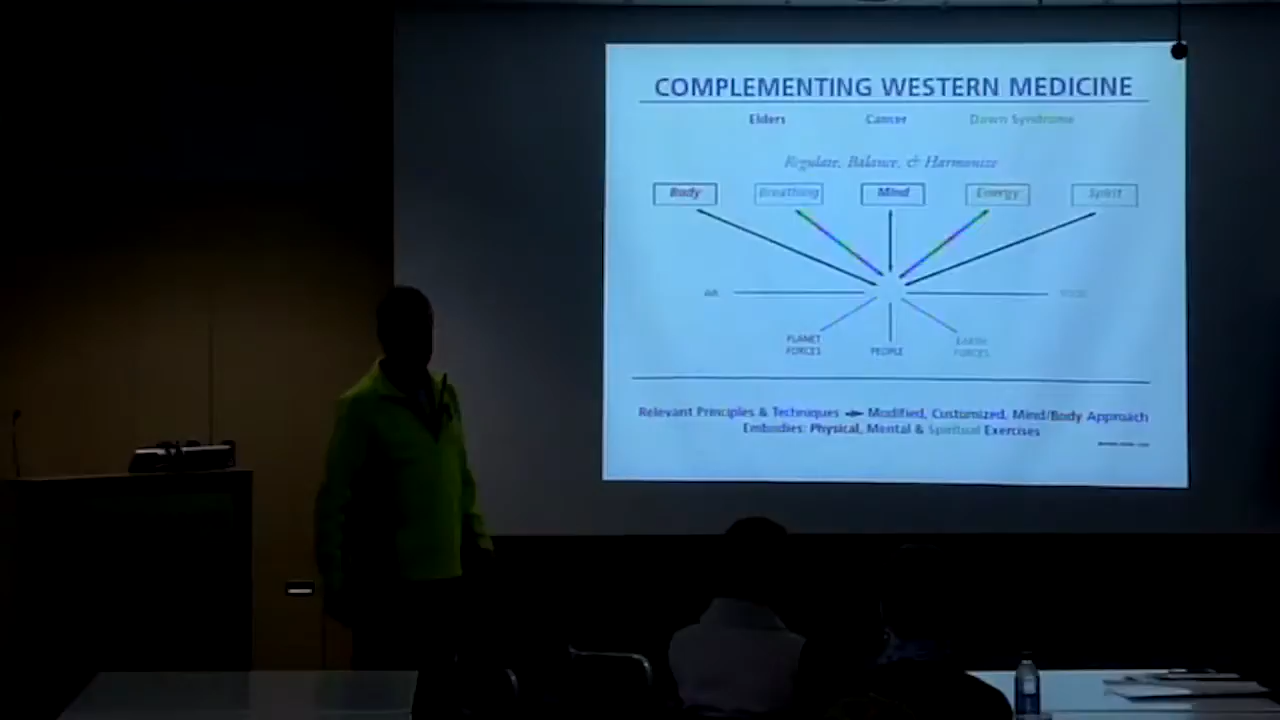 COMPLEMENTING WESTERN MEDICINE
Elders Cancer Down Syndrome
Regulate, Balance, & Harmonize
Body Breathing Mind Energy Spirit
PLANET FORCES PEOPLE EARTH FORCES
Relevant Principles & Techniques Modified, Customized, Mind/Body Approach
Embodies: Physical, Mental & Spiritual Exercises